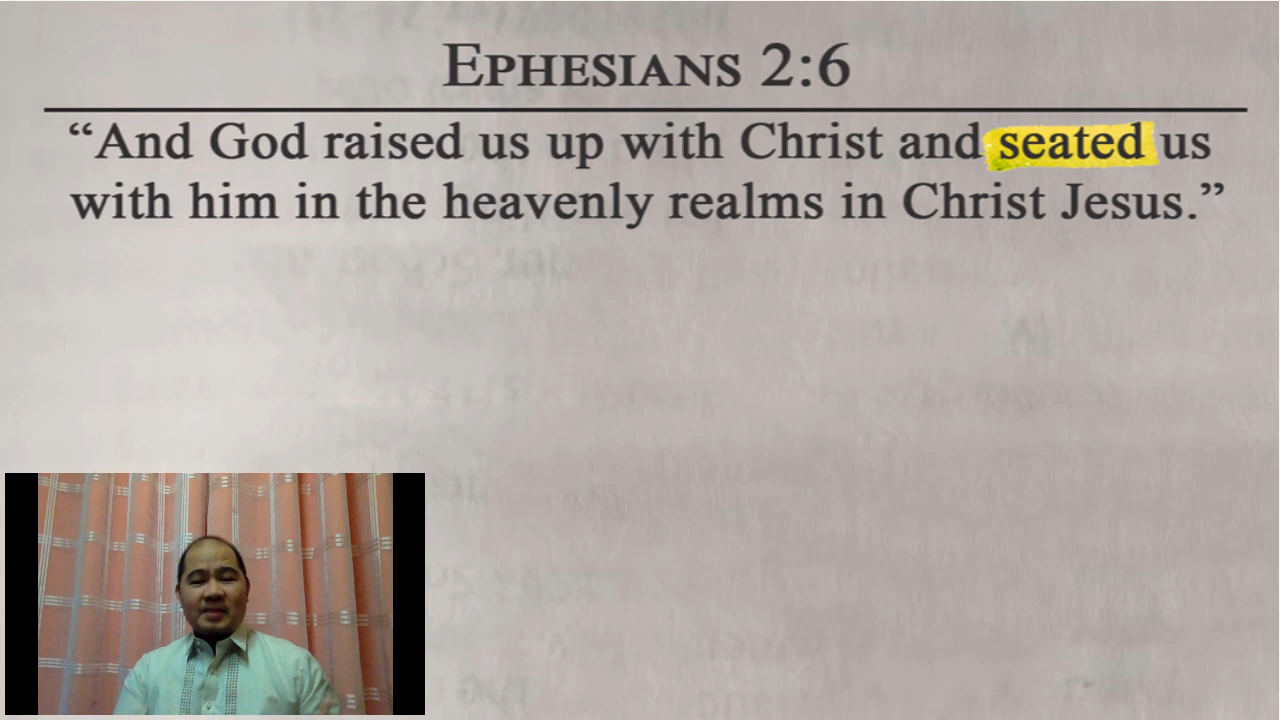 EPHESIANS 2:6
“And God raised us up with Christ and seated us
with him in the heavenly realms in Christ Jesus.”